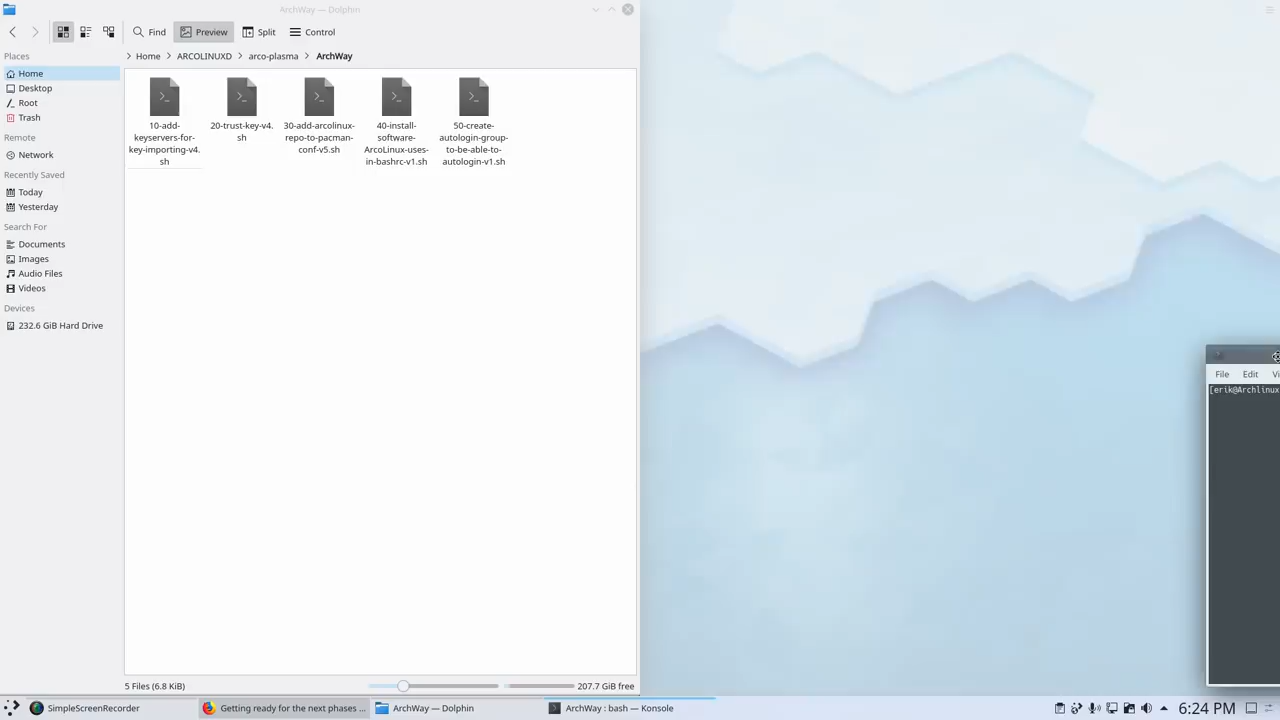 ArchWay — Dolphin
Find
Preview
Split
Control
Places
Home
Desktop
Root
Trash
Remote
Network
Recently Saved
Today
Yesterday
Search For
Documents
Images
Audio Files
Videos
Devices
232.6 GiB Hard Drive
> Home > ARCOLINUXD > arco-plasma > ArchWay
10-add-
keyservers-for-
key-importing-v4.
sh
20-trust-key-v4.
sh
30-add-arcolinux-
repo-to-pacman-
conf-v5.sh
40-install-
software-
ArcoLinux-uses-
in-bashrc-v1.sh
50-create-
autologin-group-
to-be-able-to-
autologin-v1.sh
5 Files (6.8 KiB)
207.7 GiB free
File Edit Vi
[erik@Archlinux
SimpleScreenRecorder
Getting ready for the next phases ...
ArchWay — Dolphin
ArchWay : bash — Konsole
6:24 PM